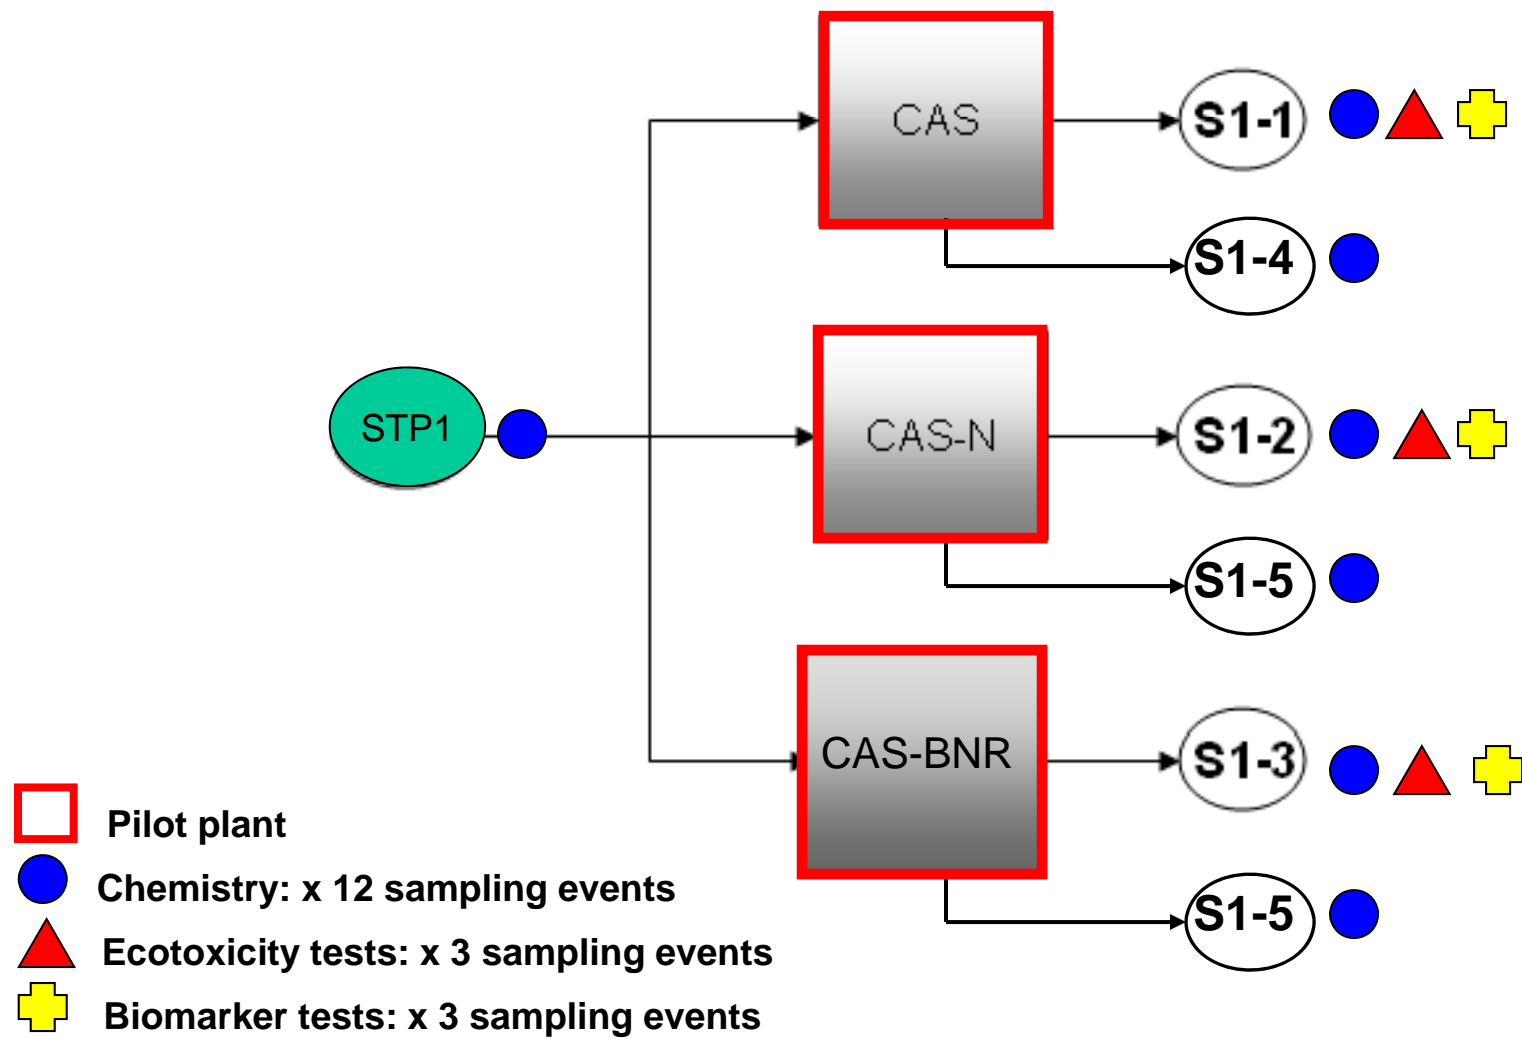 CAS
S1-1
S1-4
STP1
CAS-N
S1-2
S1-5
CAS-BNR
S1-3
S1-5
Pilot plant
Chemistry: x 12 sampling events
Ecotoxicity tests: x 3 sampling events
Biomarker tests: x 3 sampling events